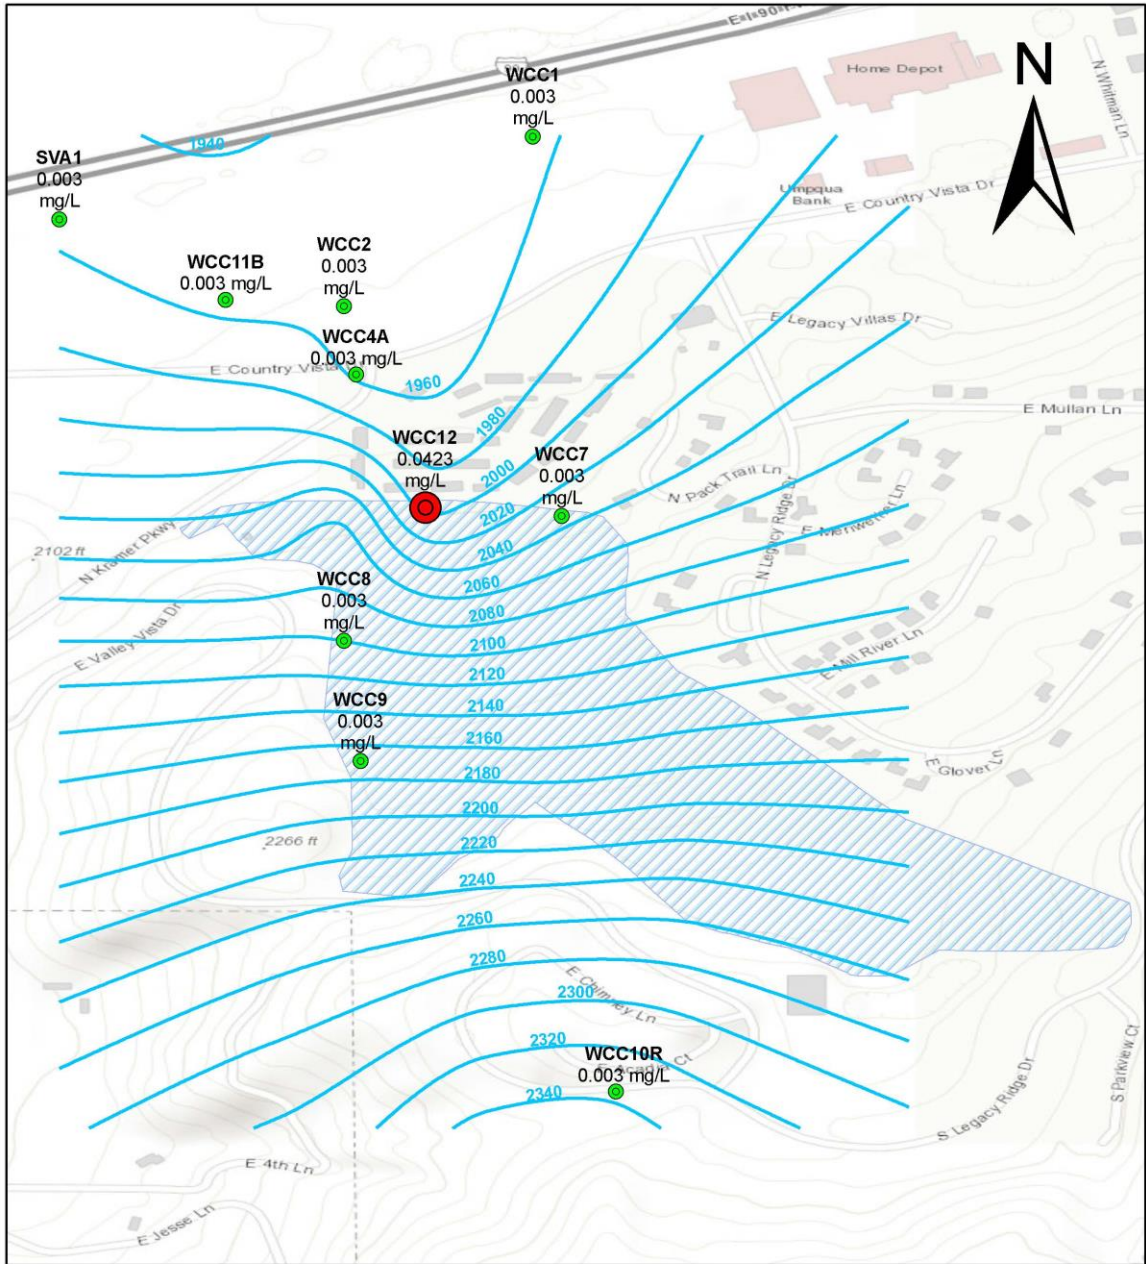 E I-90
90
WCC1
0.003
mg/L
Home Depot
N
N Whitman Ln
1940
SVA1
0.003
mg/L
Umpqua
Bank
E Country Vista Dr
WCC2
0.003
mg/L
WCC11B
0.003 mg/L
E Legacy Villas Dr
WCC4A
0.003 mg/L
E Country Vista
1960
E Mullan Ln
1980
WCC12
0.0423
mg/L
WCC7
0.003
mg/L
2000
N Pack Trail Ln
2020
N Legacy Ridge Dr
E Meriwether Ln
2040
2102 ft
N Kramer Pkwy
2060
WCC8
0.003
mg/L
2080
2100
E Valley Vista Dr
E Mill River Ln
2120
WCC9
0.003
mg/L
2140
2160
E Glover Ln
2180
2200
2266 ft
2220
2240
2260
2280
E Chimney Ln
2300
2320
WCC10R
0.003 mg/L
E Acadia Ct
2340
S Legacy Ridge Dr
S Parkview Ct
E 4th Ln
E Jesse Ln